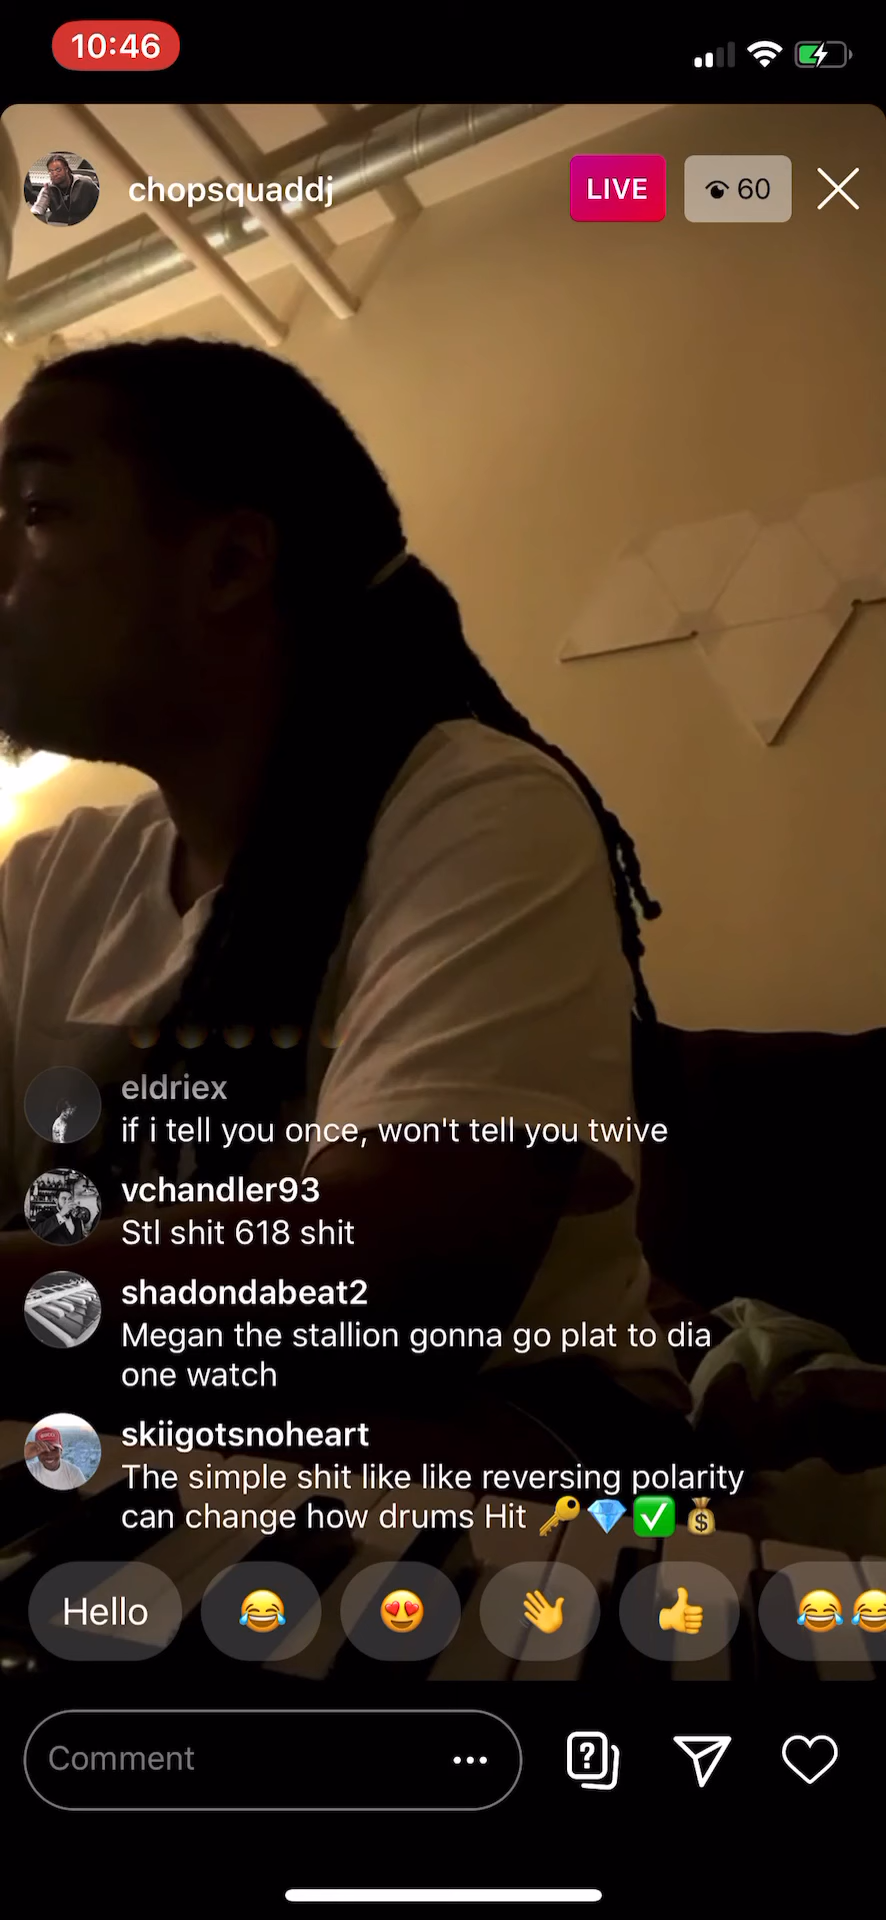 10:46
chopsquaddj
LIVE
60
eldriex
if i tell you once, won't tell you twive
vchandler93
Stl shit 618 shit
shadondabeat2
Megan the stallion gonna go plat to dia
one watch
skiigotsnoheart
The simple shit like like reversing polarity
can change how drums Hit 🔑💎✅💰
Hello
Comment